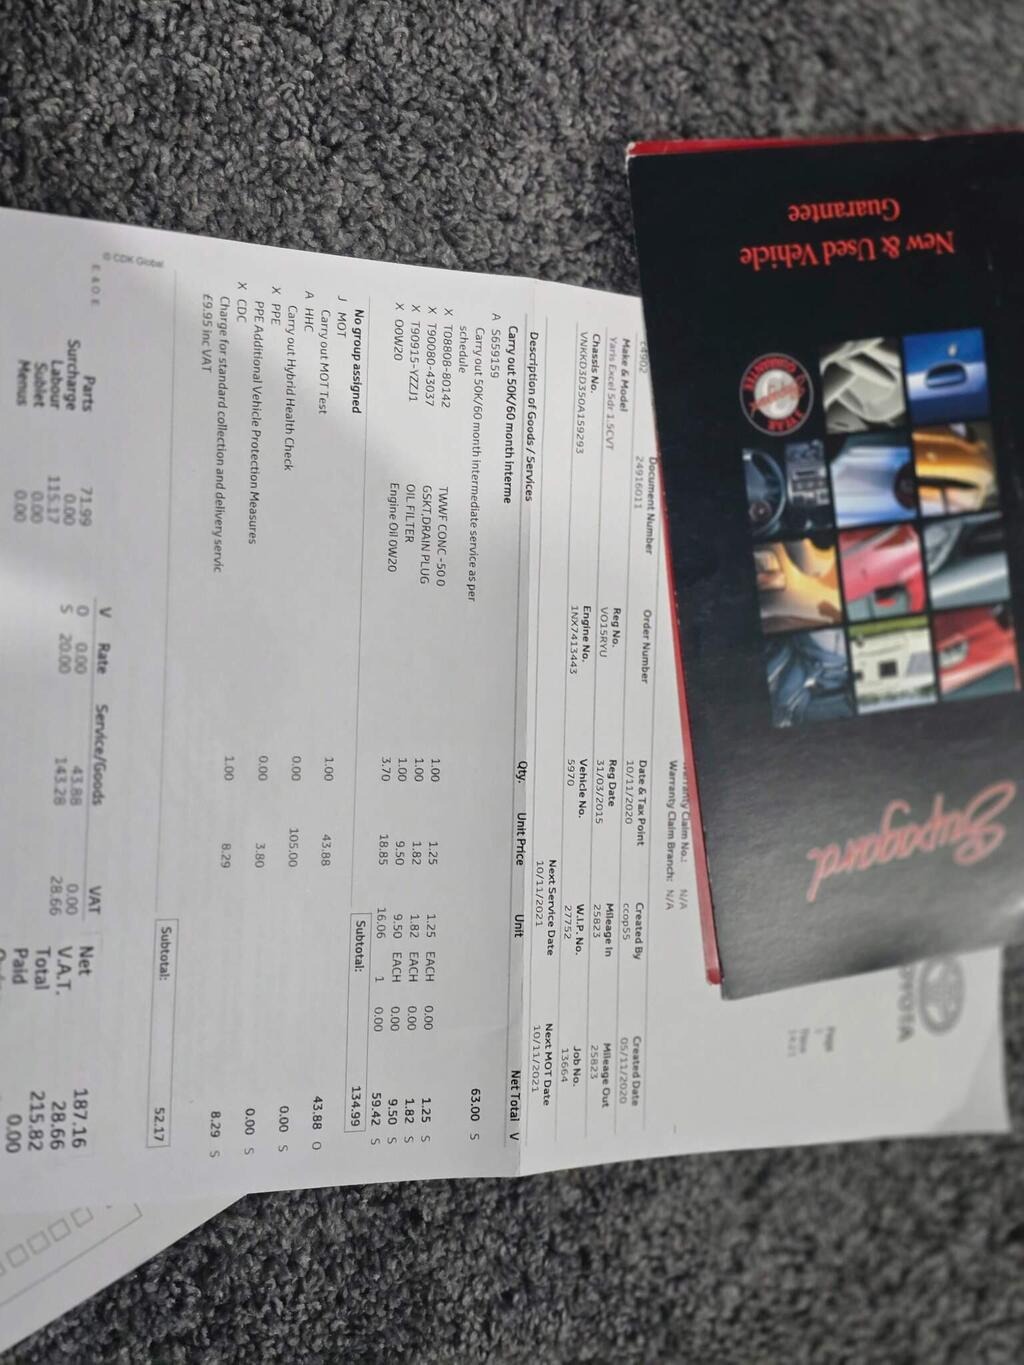 TOYOTA
Page
Warranty Claim No.: N/A
Warranty Claim Branch: N/A
Document Number Order Number Date & Tax Point Created By Created Date
24916011 10/11/2020 ccop55 05/11/2020
Make & Model Reg No. Reg Date Mileage In Mileage Out
Yaris Excel 5dr 1.5CVT VO15RYU 31/03/2015 25823 25823
Chassis No. Engine No. Vehicle No. W.I.P. No. Job No.
VNKKD3D350A159293 1NX7413443 5970 27752 13664
Next Service Date Next MOT Date
10/11/2021 10/11/2021
Description of Goods / Services Qty. Unit Price Unit Net Total V
Carry out 50K/60 month interme
A S659159 63.00 S
Carry out 50K/60 month intermediate service as per
schedule
X T08808-80142 TWWF CONC -50 0 1.00 1.25 1.25 EACH 0.00 1.25 S
X T90080-43037 GSKT,DRAIN PLUG 1.00 1.82 1.82 EACH 0.00 1.82 S
X T90915-YZZJ1 OIL FILTER 1.00 9.50 9.50 EACH 0.00 9.50 S
X OOW20 Engine Oil 0W20 3.70 18.85 16.06 1 0.00 59.42 S
Subtotal: 134.99
No group assigned
J MOT 1.00 43.88 43.88 O
Carry out MOT Test
A HHC 0.00 105.00 0.00 S
Carry out Hybrid Health Check
X PPE 0.00 3.80 0.00 S
PPE Additional Vehicle Protection Measures
X CDC 1.00 8.29 8.29 S
Charge for standard collection and delivery servic
£9.95 inc VAT
Subtotal: 52.17
© CDK Global
E & O E
V Rate Service/Goods VAT
Parts 71.99 O 0.00 43.88 0.00 Net 187.16
Surcharge 0.00 S 20.00 143.28 28.66 V.A.T. 28.66
Labour 115.17 Total 215.82
Sublet 0.00 Paid 0.00
Menus 0.00
Supagard
New & Used Vehicle
Guarantee